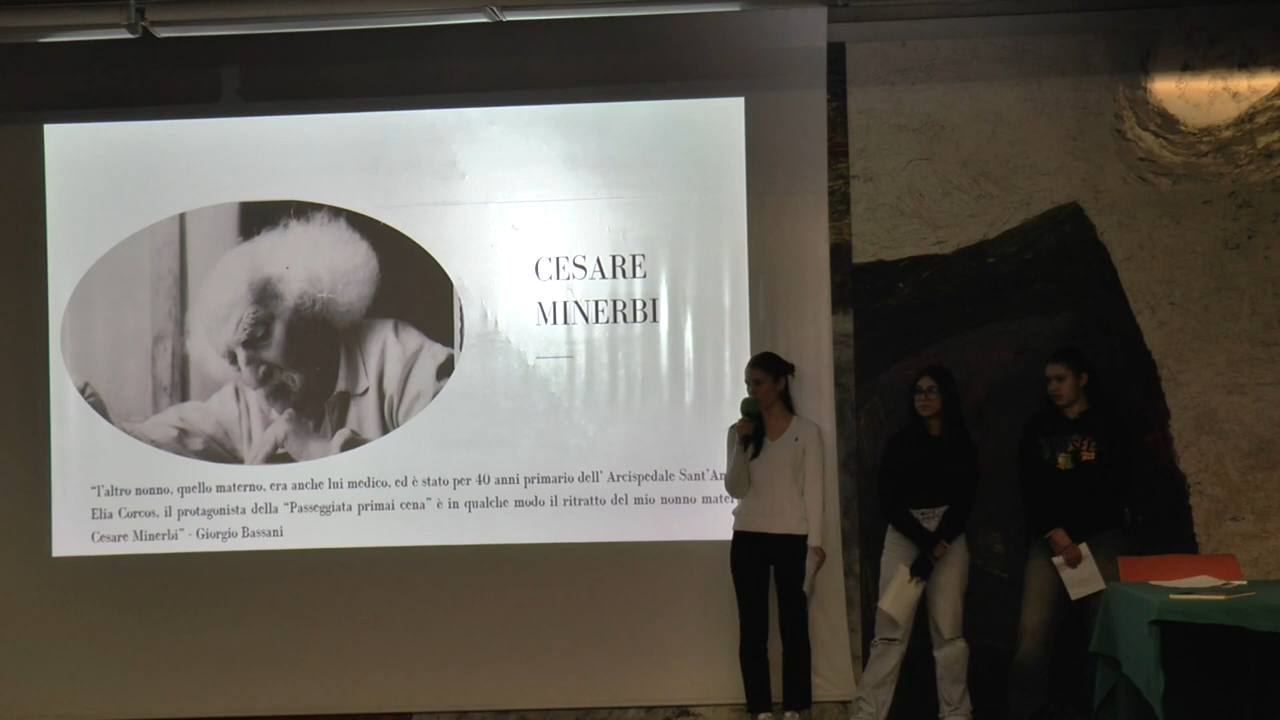 CESARE
MINERBI
“l'altro nonno, quello materno, era anche lui medico, ed è stato per 40 anni primario dell' Arcispedale Sant'An
Elia Corcos, il protagonista della “Passeggiata primai cena” è in qualche modo il ritratto del mio nonno mater
Cesare Minerbi” - Giorgio Bassani